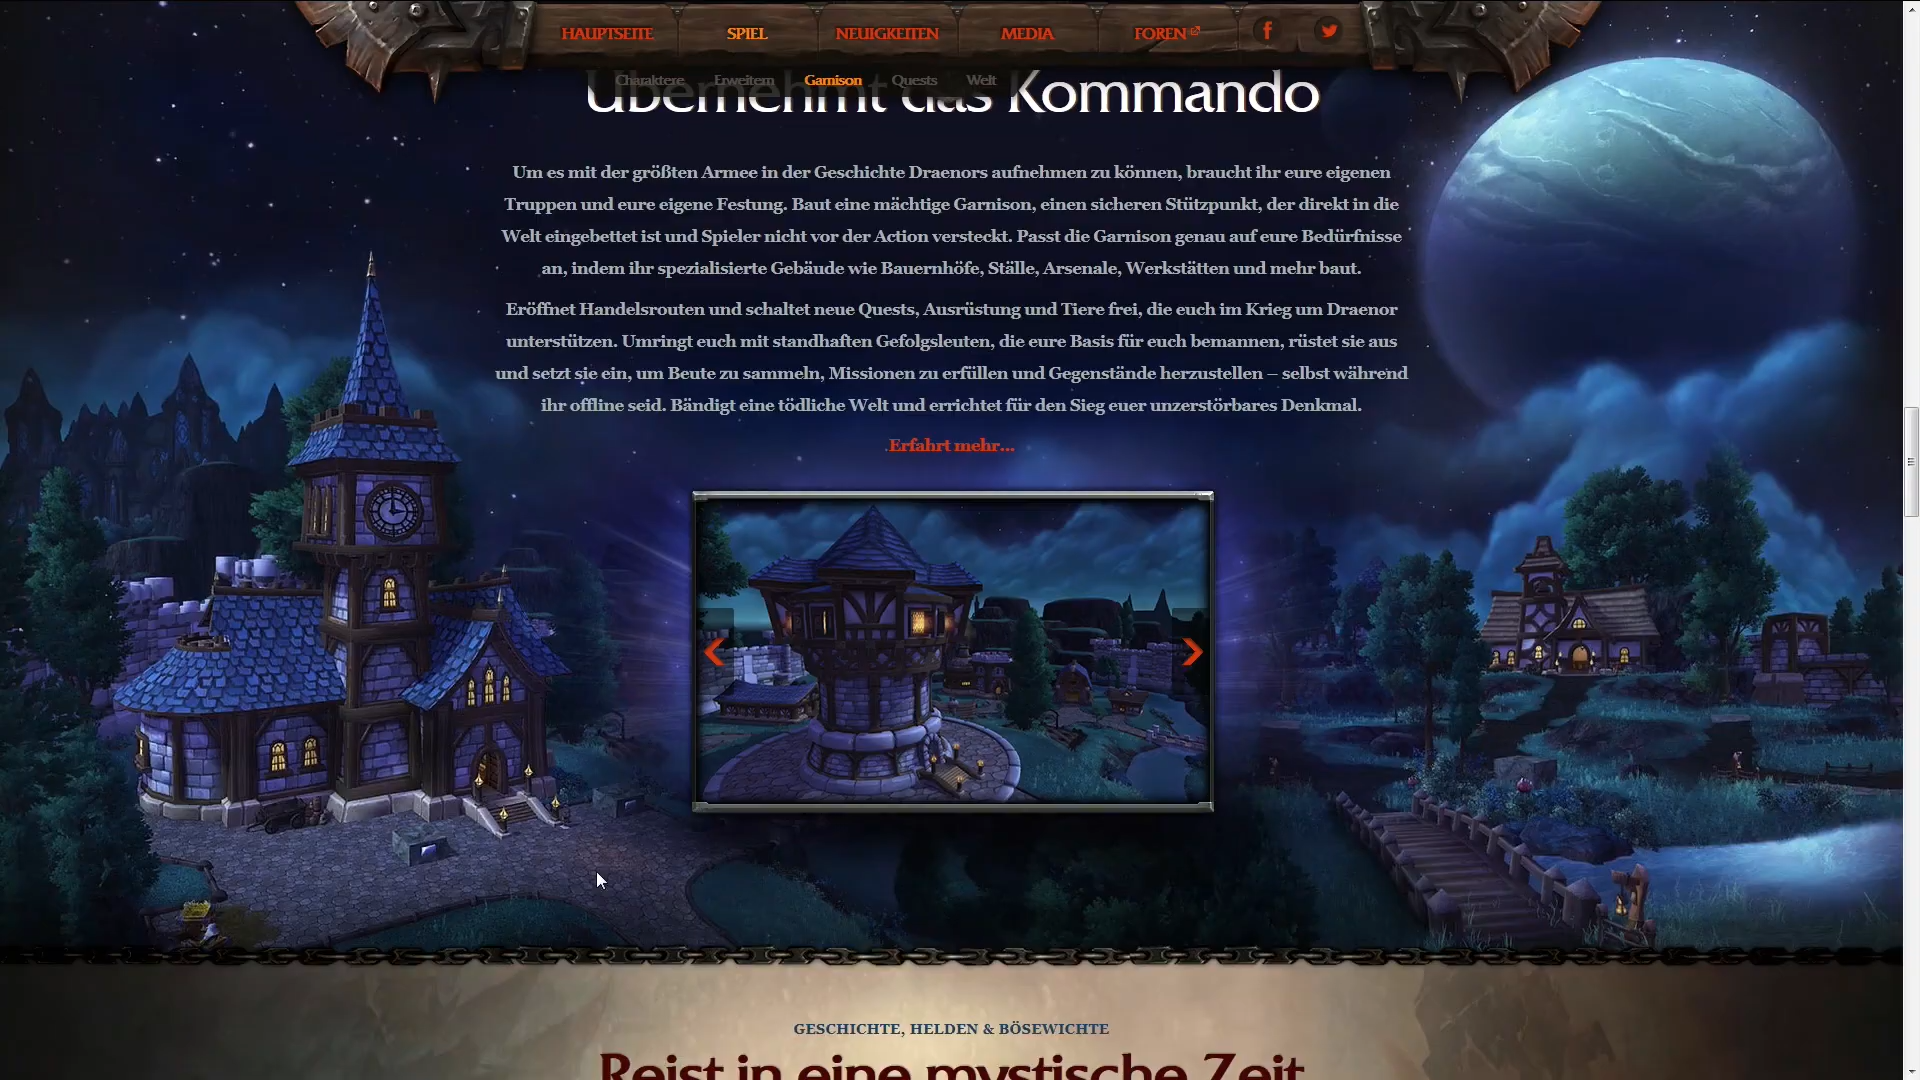 HAUPTSEITE SPIEL NEUIGKEITEN MEDIA FOREN
Charaktere Erweitern Garnison Quests Welt
Übernehmt das Kommando
Um es mit der größten Armee in der Geschichte Draenors aufnehmen zu können, braucht ihr eure eigenen
Truppen und eure eigene Festung. Baut eine mächtige Garnison, einen sicheren Stützpunkt, der direkt in die
Welt eingebettet ist und Spieler nicht vor der Action versteckt. Passt die Garnison genau auf eure Bedürfnisse
an, indem ihr spezialisierte Gebäude wie Bauernhöfe, Ställe, Arsenale, Werkstätten und mehr baut.
Eröffnet Handelsrouten und schaltet neue Quests, Ausrüstung und Tiere frei, die euch im Krieg um Draenor
unterstützen. Umringt euch mit standhaften Gefolgsleuten, die eure Basis für euch bemannen, rüstet sie aus
und setzt sie ein, um Beute zu sammeln, Missionen zu erfüllen und Gegenstände herzustellen – selbst während
ihr offline seid. Bändigt eine tödliche Welt und errichtet für den Sieg euer unzerstörbares Denkmal.
Erfahrt mehr...
GESCHICHTE, HELDEN & BÖSEWICHTE
Reist in eine mystische Zeit